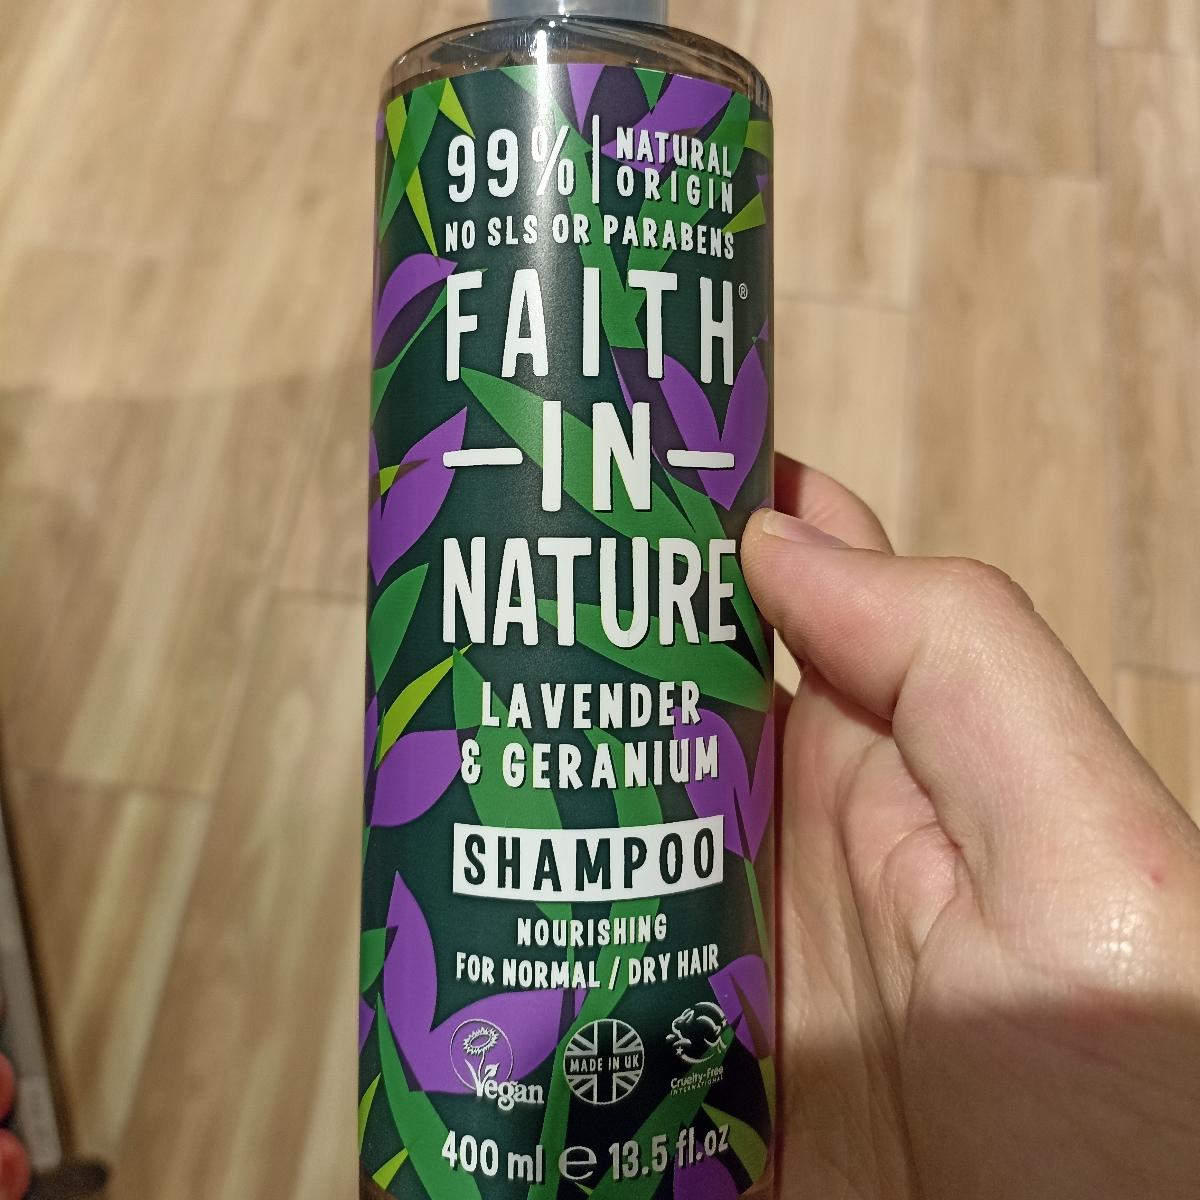 99% | NATURAL
ORIGIN
NO SLS OR PARABENS
FAITH®
IN
NATURE
LAVENDER
& GERANIUM
SHAMPOO
NOURISHING
FOR NORMAL / DRY HAIR
Vegan
MADE IN UK
Cruelty-Free
INTERNATIONAL
400 ml ℮ 13.5 fl.oz